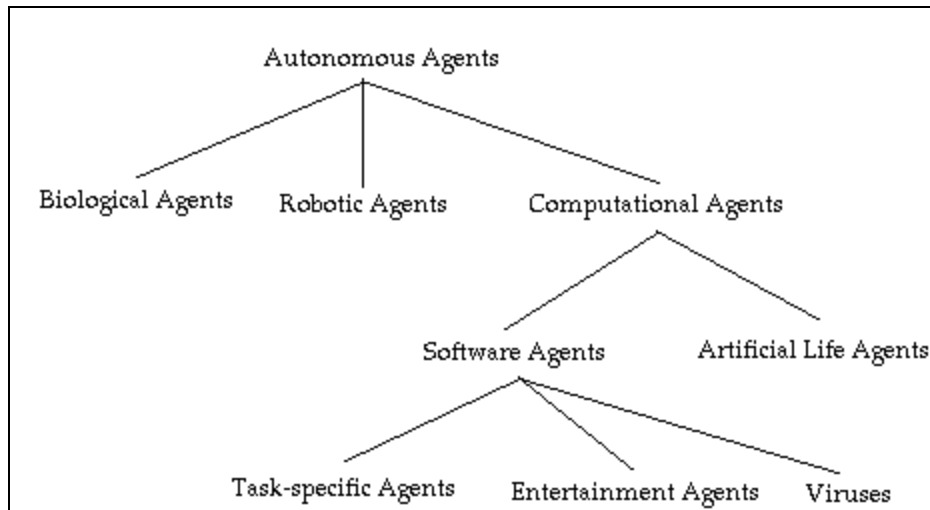 Autonomous Agents
Biological Agents
Robotic Agents
Computational Agents
Software Agents
Artificial Life Agents
Task-specific Agents
Entertainment Agents
Viruses